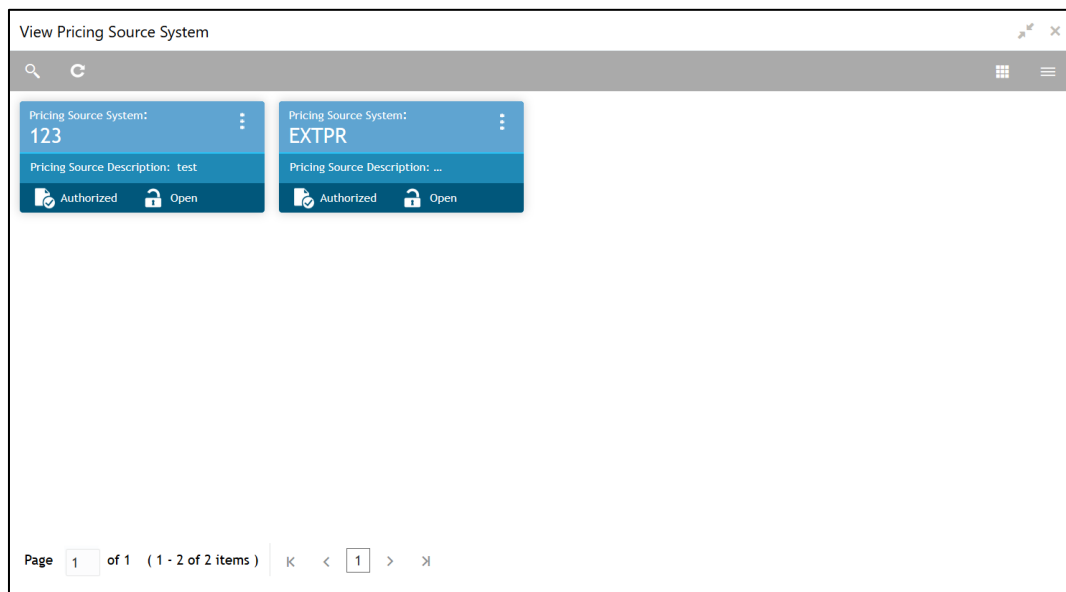 View Pricing Source System
Pricing Source System:
123
Pricing Source Description: test
Authorized Open
Pricing Source System:
EXTPR
Pricing Source Description: ...
Authorized Open
Page 1 of 1 ( 1 - 2 of 2 items ) 1